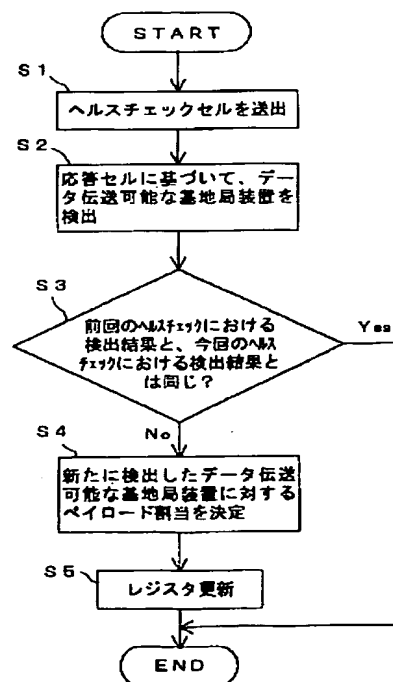 START
S1
ヘルスチェックセルを送出
S2
応答セルに基づいて、デー
タ伝送可能な基地局装置を
検出
S3
前回のヘルスチェックにおける
検出結果と、今回のヘルス
チェックにおける検出結果と
は同じ?
Yes
No
S4
新たに検出したデータ伝送
可能な基地局装置に対する
ペイロード割当を決定
S5
レジスタ更新
END